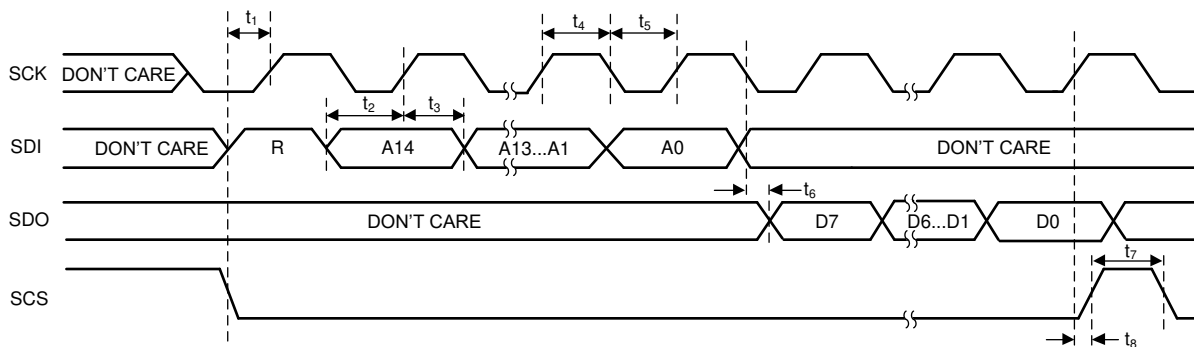 t1
t4
t5
SCK
DON'T CARE
t2
t3
SDI
DON'T CARE
R
A14
A13...A1
A0
DON'T CARE
t6
SDO
DON'T CARE
D7
D6...D1
D0
t7
SCS
t8